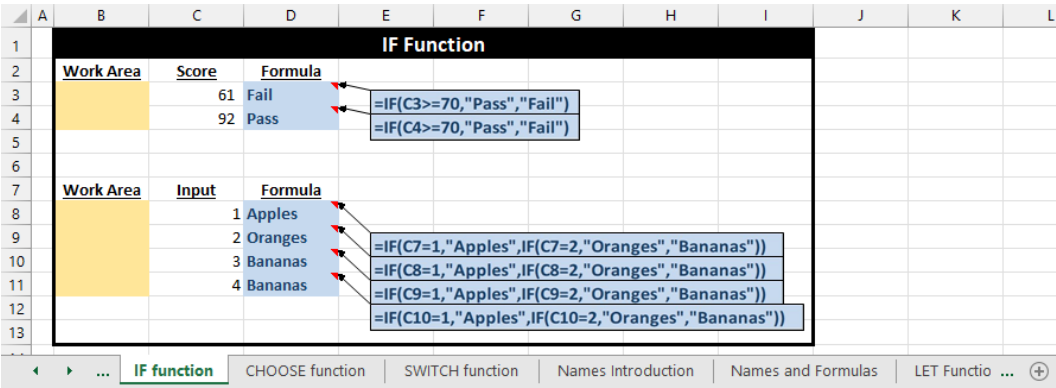 A B C D E F G H I J K L
1 IF Function
2 Work Area Score Formula
3 61 Fail =IF(C3>=70,"Pass","Fail")
4 92 Pass =IF(C4>=70,"Pass","Fail")
5
6
7 Work Area Input Formula
8 1 Apples
9 2 Oranges =IF(C7=1,"Apples",IF(C7=2,"Oranges","Bananas"))
10 3 Bananas =IF(C8=1,"Apples",IF(C8=2,"Oranges","Bananas"))
11 4 Bananas =IF(C9=1,"Apples",IF(C9=2,"Oranges","Bananas"))
12 =IF(C10=1,"Apples",IF(C10=2,"Oranges","Bananas"))
13
... IF function CHOOSE function SWITCH function Names Introduction Names and Formulas LET Functio ...